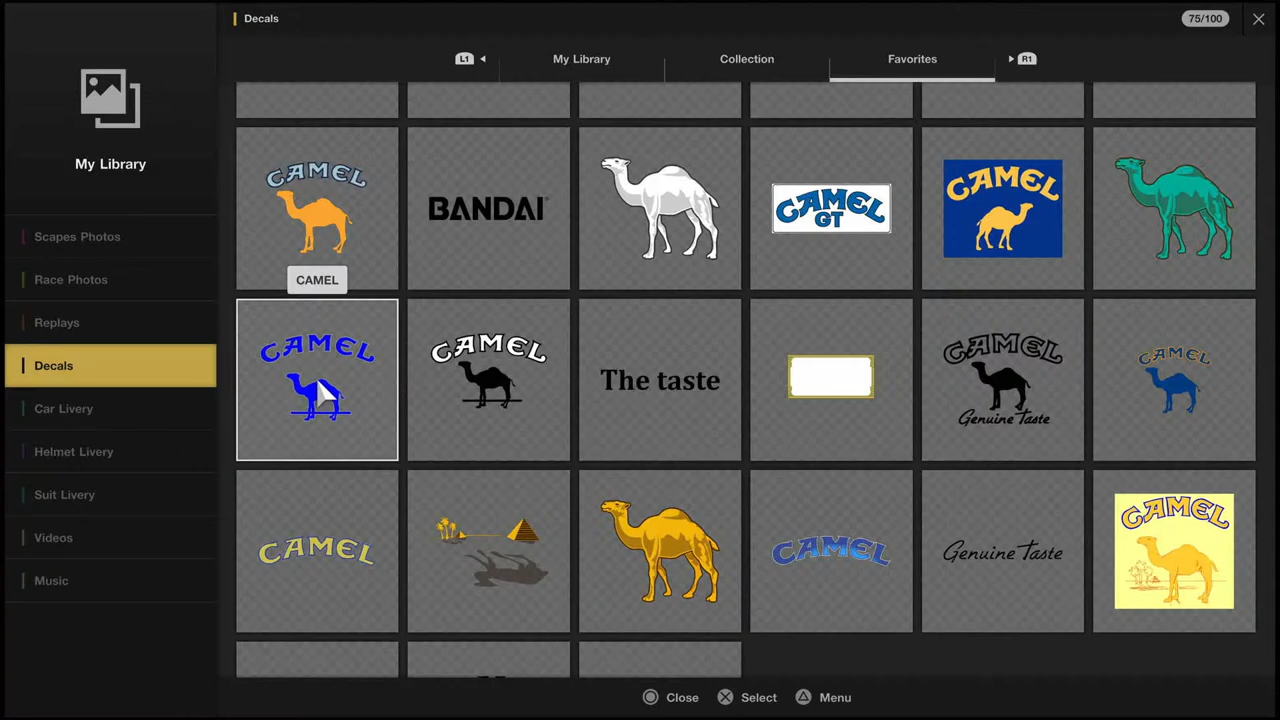 Decals
75/100
L1
My Library
Collection
Favorites
R1
My Library
Scapes Photos
Race Photos
Replays
Decals
Car Livery
Helmet Livery
Suit Livery
Videos
Music
CAMEL
BANDAI
CAMEL
GT
CAMEL
CAMEL
CAMEL
CAMEL
The taste
CAMEL
Genuine Taste
CAMEL
CAMEL
CAMEL
Genuine Taste
CAMEL
Close
Select
Menu